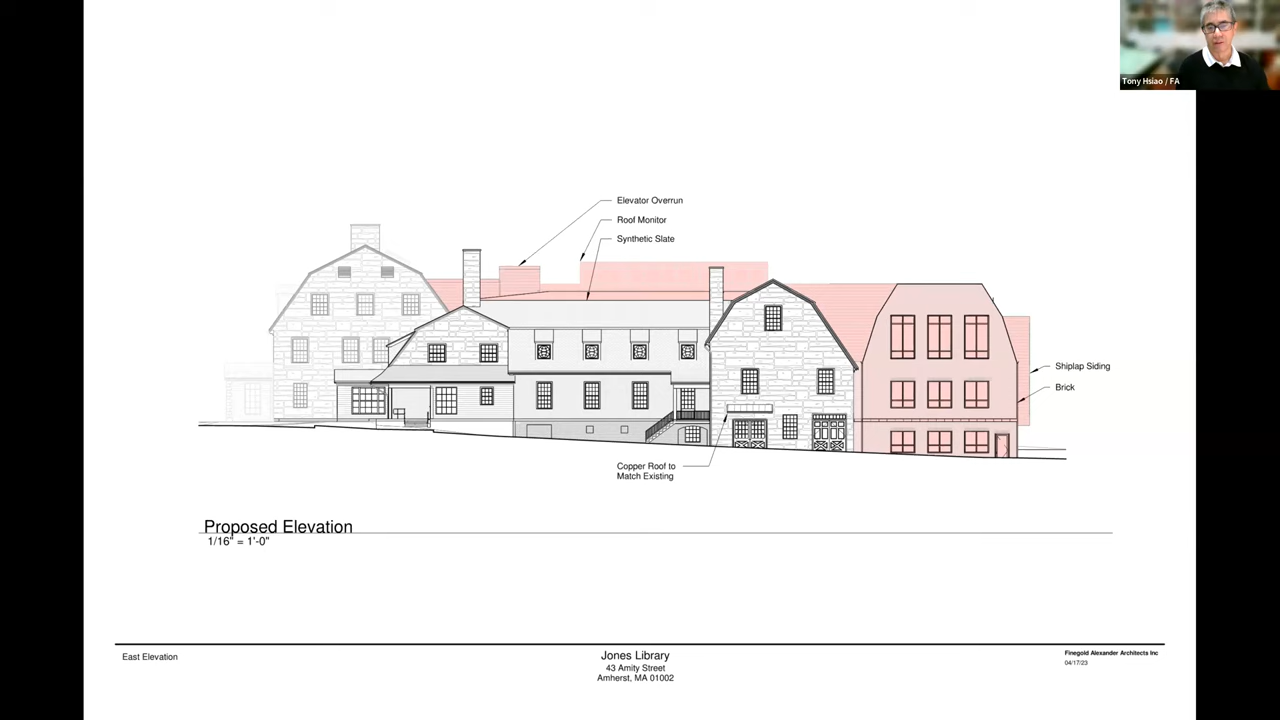 Tony Hsiao / FA
Elevator Overrun
Roof Monitor
Synthetic Slate
Shiplap Siding
Brick
Copper Roof to
Match Existing
Proposed Elevation
1/16" = 1'-0"
East Elevation
Jones Library
43 Amity Street
Amherst, MA 01002
Finegold Alexander Architects Inc
04/17/23